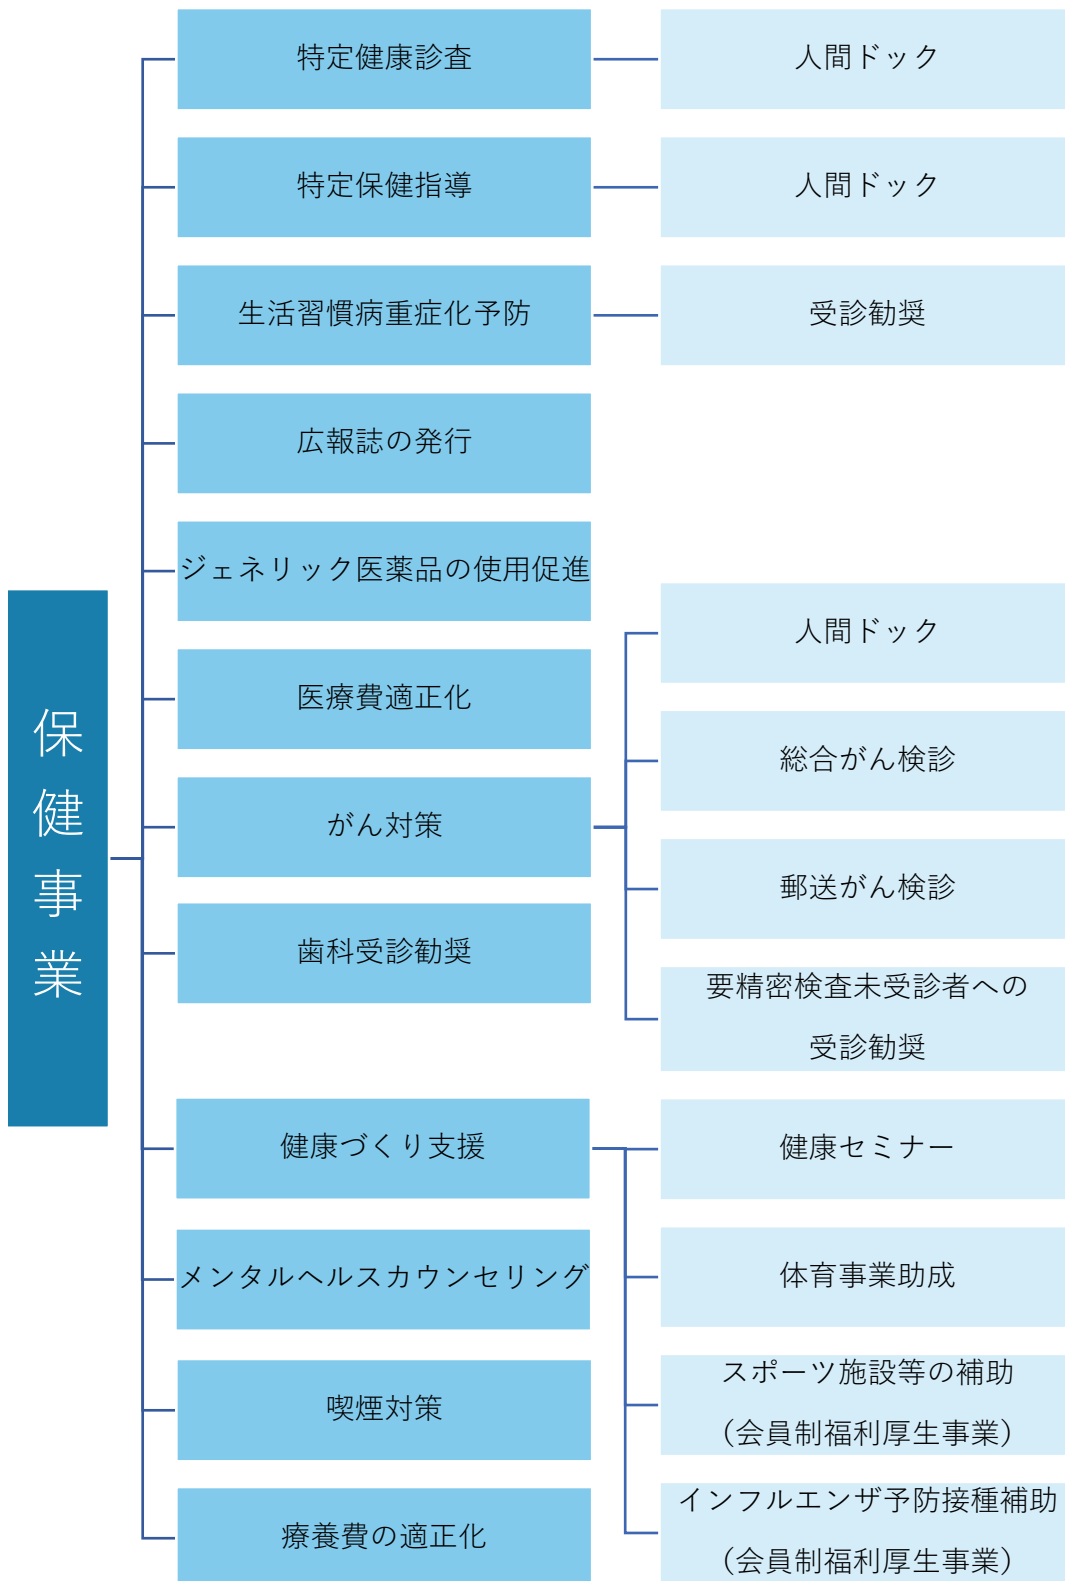 保健事業
特定健康診査
人間ドック
特定保健指導
人間ドック
生活習慣病重症化予防
受診勧奨
広報誌の発行
ジェネリック医薬品の使用促進
医療費適正化
がん対策
人間ドック
総合がん検診
郵送がん検診
要精密検査未受診者への
受診勧奨
歯科受診勧奨
健康づくり支援
健康セミナー
体育事業助成
スポーツ施設等の補助
（会員制福利厚生事業）
インフルエンザ予防接種補助
（会員制福利厚生事業）
メンタルヘルスカウンセリング
喫煙対策
療養費の適正化